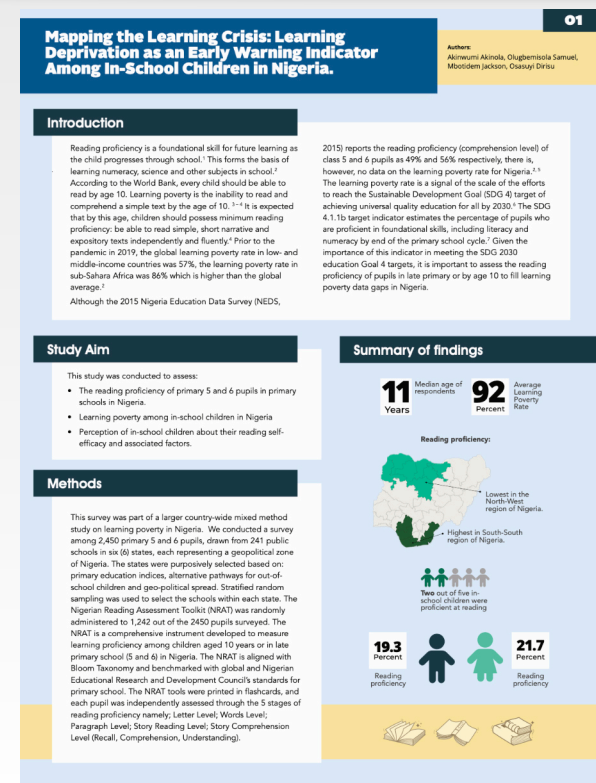 01
Mapping the Learning Crisis: Learning
Deprivation as an Early Warning Indicator
Among In-School Children in Nigeria.
Authors:
Akinwumi Akinola, Olugbemisola Samuel,
Mbotidem Jackson, Osasuyi Dirisu
Introduction
Reading proficiency is a foundational skill for future learning as
the child progresses through school.¹ This forms the basis of
learning numeracy, science and other subjects in school.²
According to the World Bank, every child should be able to
read by age 10. Learning poverty is the inability to read and
comprehend a simple text by the age of 10. ³⁻⁴ It is expected
that by this age, children should possess minimum reading
proficiency: be able to read simple, short narrative and
expository texts independently and fluently.⁴ Prior to the
pandemic in 2019, the global learning poverty rate in low- and
middle-income countries was 57%, the learning poverty rate in
sub-Sahara Africa was 86% which is higher than the global
average.²
Although the 2015 Nigeria Education Data Survey (NEDS,
2015) reports the reading proficiency (comprehension level) of
class 5 and 6 pupils as 49% and 56% respectively, there is,
however, no data on the learning poverty rate for Nigeria.²˒ ⁵
The learning poverty rate is a signal of the scale of the efforts
to reach the Sustainable Development Goal (SDG 4) target of
achieving universal quality education for all by 2030.⁶ The SDG
4.1.1b target indicator estimates the percentage of pupils who
are proficient in foundational skills, including literacy and
numeracy by end of the primary school cycle.⁷ Given the
importance of this indicator in meeting the SDG 2030
education Goal 4 targets, it is important to assess the reading
proficiency of pupils in late primary or by age 10 to fill learning
poverty data gaps in Nigeria.
Study Aim
This study was conducted to assess:
• The reading proficiency of primary 5 and 6 pupils in primary
schools in Nigeria.
• Learning poverty among in-school children in Nigeria
• Perception of in-school children about their reading self-
efficacy and associated factors.
Methods
This survey was part of a larger country-wide mixed method
study on learning poverty in Nigeria. We conducted a survey
among 2,450 primary 5 and 6 pupils, drawn from 241 public
schools in six (6) states, each representing a geopolitical zone
of Nigeria. The states were purposively selected based on:
primary education indices, alternative pathways for out-of-
school children and geo-political spread. Stratified random
sampling was used to select the schools within each state. The
Nigerian Reading Assessment Toolkit (NRAT) was randomly
administered to 1,242 out of the 2450 pupils surveyed. The
NRAT is a comprehensive instrument developed to measure
learning proficiency among children aged 10 years or in late
primary school (5 and 6) in Nigeria. The NRAT is aligned with
Bloom Taxonomy and benchmarked with global and Nigerian
Educational Research and Development Council's standards for
primary school. The NRAT tools were printed in flashcards, and
each pupil was independently assessed through the 5 stages of
reading proficiency namely; Letter Level; Words Level;
Paragraph Level; Story Reading Level; Story Comprehension
Level (Recall, Comprehension, Understanding).
Summary of findings
11
Years
Median age of
respondents
92
Percent
Average
Learning
Poverty
Rate
Reading proficiency:
Lowest in the
North-West
region of Nigeria.
Highest in South-South
region of Nigeria.
Two out of five in-
school children were
proficient at reading
19.3
Percent
Reading
proficiency
21.7
Percent
Reading
proficiency